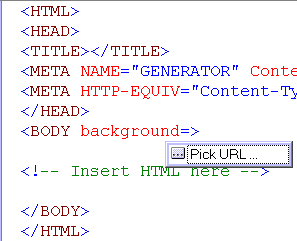 <HTML>
<HEAD>
<TITLE></TITLE>
<META NAME="GENERATOR" Conte
<META HTTP-EQUIV="Content-Ty
</HEAD>
<BODY background=>
Pick URL ...
<!-- Insert HTML here -->
</BODY>
</HTML>